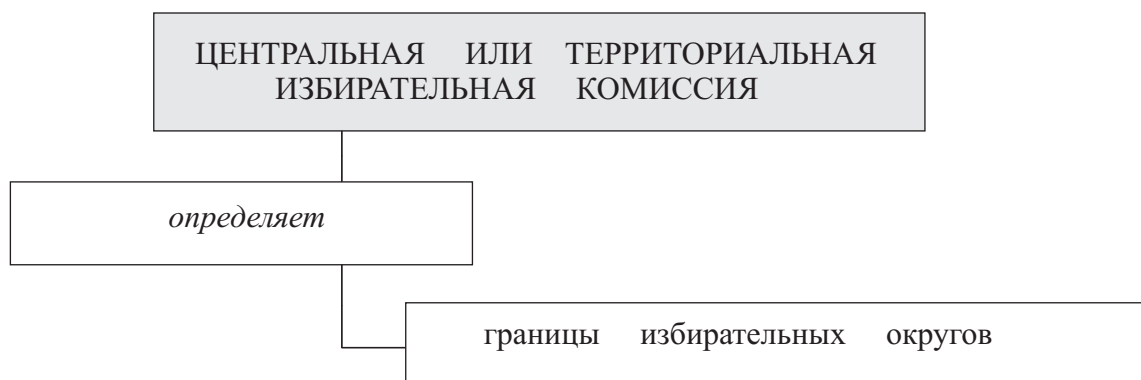 ЦЕНТРАЛЬНАЯ ИЛИ ТЕРРИТОРИАЛЬНАЯ
ИЗБИРАТЕЛЬНАЯ КОМИССИЯ
определяет
границы избирательных округов